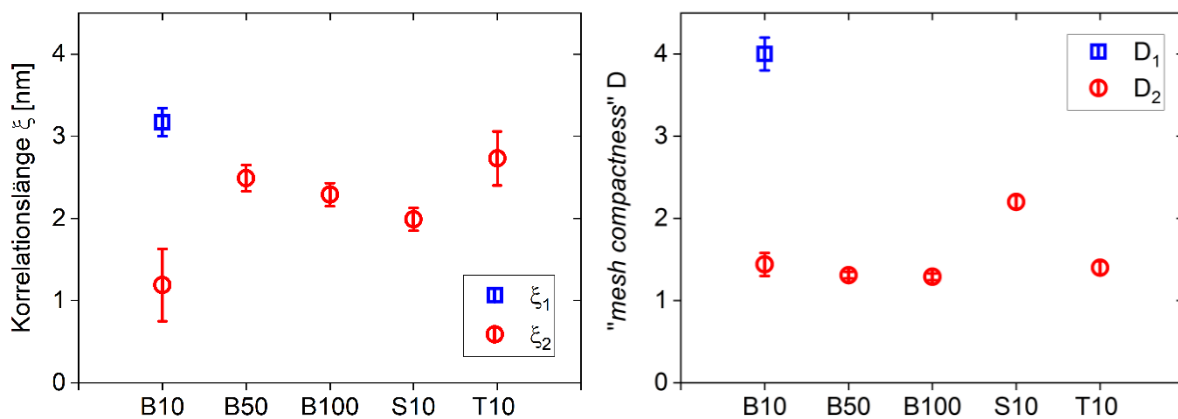 Korrelationslänge ξ [nm]
4
3
2
1
0
ξ₁
ξ₂
B10 B50 B100 S10 T10
"mesh compactness" D
4
3
2
1
0
D₁
D₂
B10 B50 B100 S10 T10